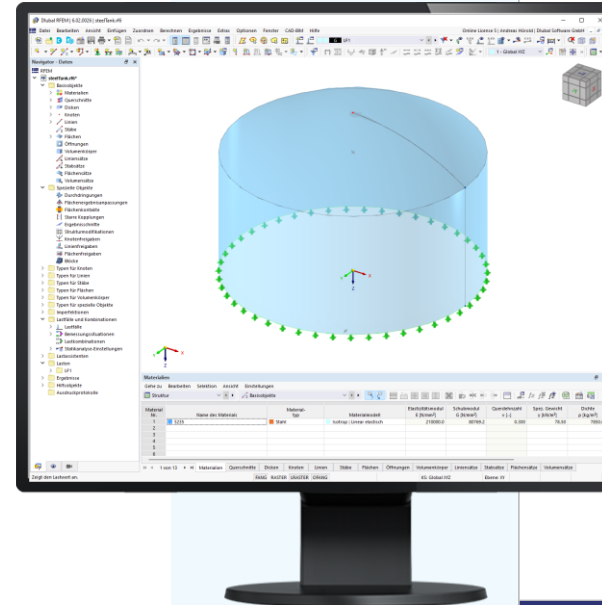 Dlubal RFEM | 6.02.0026 | steelTank.rf6
Datei Bearbeiten Ansicht Einfügen Zuordnen Berechnen Ergebnisse Extras Optionen Fenster CAD-BIM Hilfe
1 - Global XYZ
Navigator - Daten
RFEM
steelTank.rf6*
Basisobjekte
Materialien
Querschnitte
Dicken
Knoten
Linien
Stäbe
Flächen
Öffnungen
Volumenkörper
Liniensätze
Stabsätze
Flächensätze
Volumensätze
Spezielle Objekte
Durchdringungen
Flächenergebnisanpassungen
Flächenkontakte
Starre Kopplungen
Ergebnisschnitte
Strukturmodifikationen
Knotenfreigaben
Linienfreigaben
Flächenfreigaben
Blöcke
Typen für Knoten
Typen für Linien
Typen für Stäbe
Typen für Flächen
Typen für Volumenkörper
Typen für spezielle Objekte
Imperfektionen
Lastfälle und Kombinationen
Lastfälle
Bemessungssituationen
Lastkombinationen
Statikanalyse-Einstellungen
Lastassistenten
Lasten
Ergebnisse
Hilfsobjekte
Ausdruckprotokolle
X
Y
Z
X
Y
Z
Materialien
Gehe zu Bearbeiten Selektion Ansicht Einstellungen
Struktur Basisobjekte
Material Nr. Name des Materials Material-typ Materialmodell Elastizitätsmodul E [N/mm²] Schubmodul G [N/mm²] Querdehnzahl Spez. Gewicht Dichte
1 S235 Stahl Isotrop | Linear elastisch 210000.0 80769.2 0.300 78.50
2
3
4
5
6
1 von 13 Materialien Querschnitte Dicken Knoten Linien Stäbe Flächen Öffnungen Volumenkörper Liniensätze Stabsätze Flächensätze Volumensätze
Zeigt den Lastwert an. FANG RASTER LRASTER OFANG KS: Global XYZ Ebene: XY